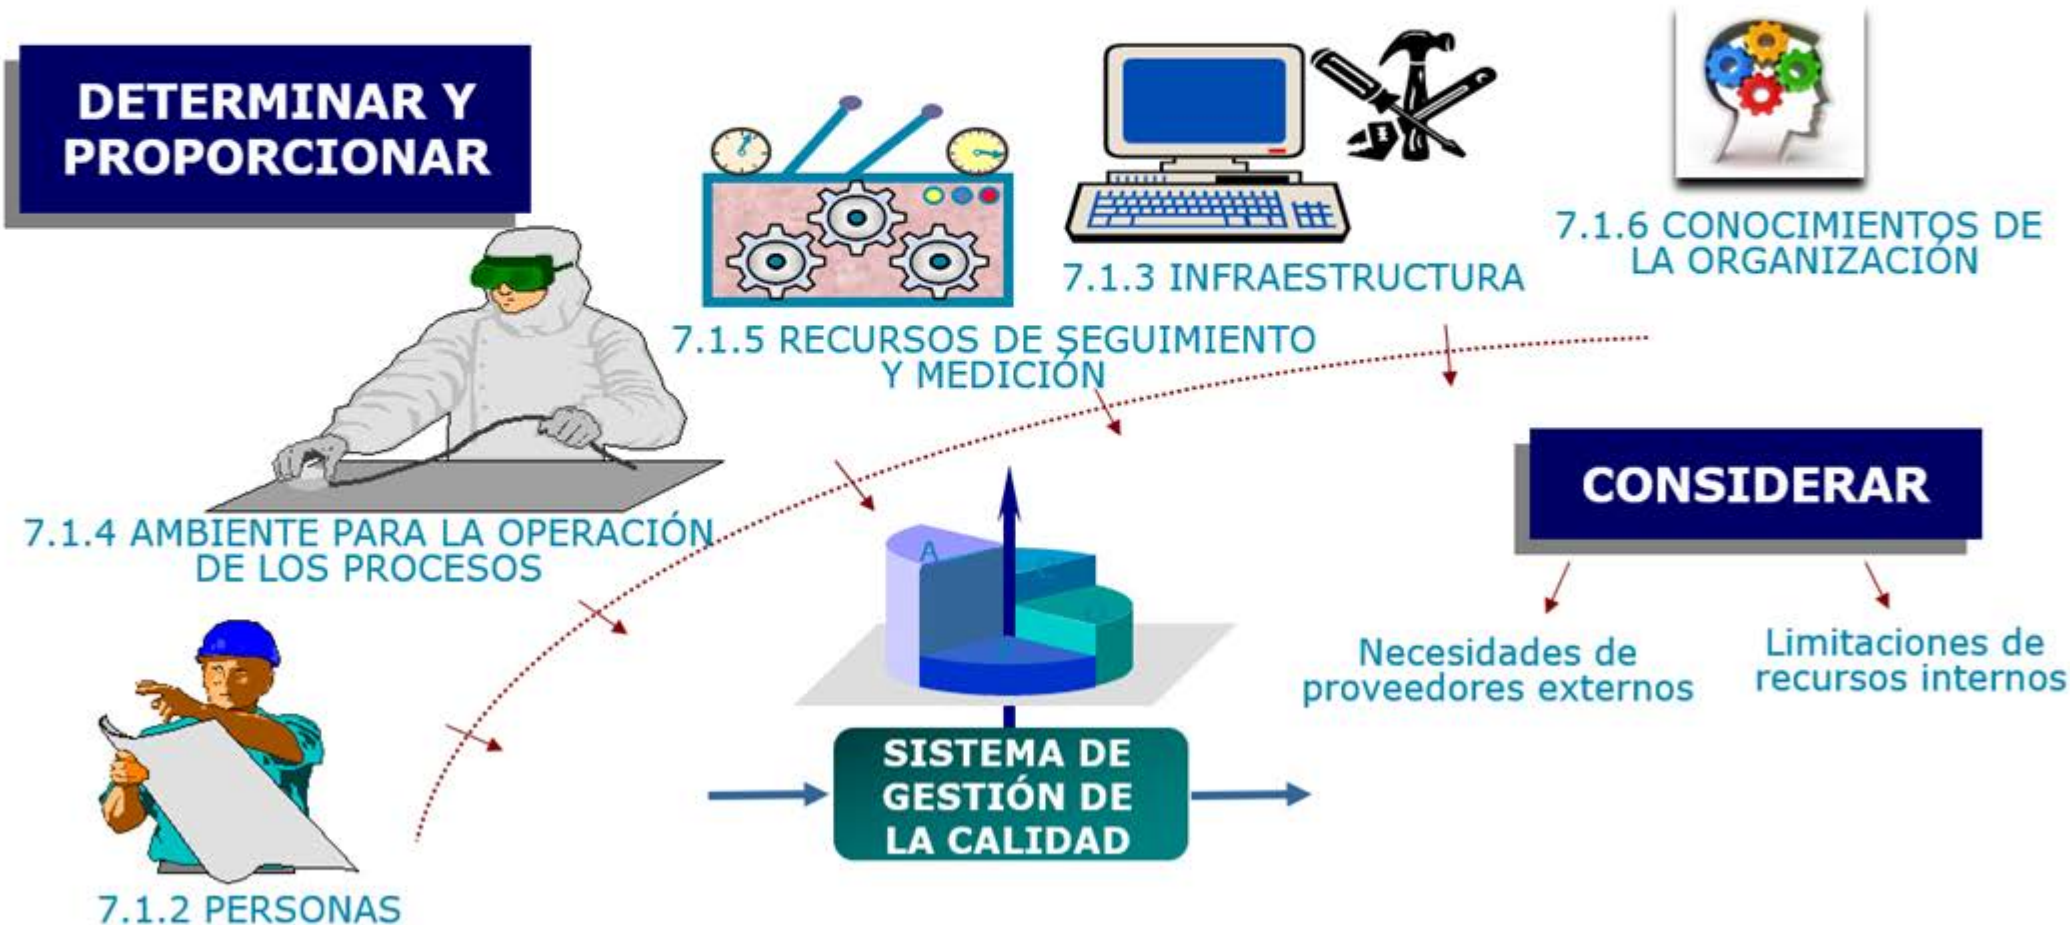 DETERMINAR Y
PROPORCIONAR
7.1.6 CONOCIMIENTOS DE
LA ORGANIZACIÓN
7.1.3 INFRAESTRUCTURA
7.1.5 RECURSOS DE SEGUIMIENTO
Y MEDICIÓN
CONSIDERAR
7.1.4 AMBIENTE PARA LA OPERACIÓN
DE LOS PROCESOS
A
Necesidades de
proveedores externos
Limitaciones de
recursos internos
SISTEMA DE
GESTIÓN DE
LA CALIDAD
7.1.2 PERSONAS